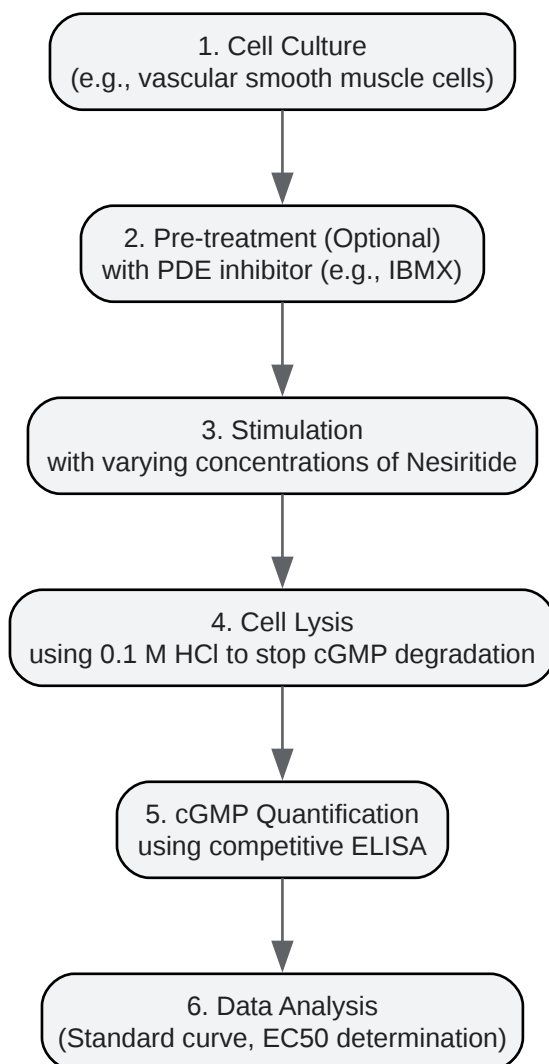 1. Cell Culture
(e.g., vascular smooth muscle cells)
2. Pre-treatment (Optional)
with PDE inhibitor (e.g., IBMX)
3. Stimulation
with varying concentrations of Nesiritide
4. Cell Lysis
using 0.1 M HCl to stop cGMP degradation
5. cGMP Quantification
using competitive ELISA
6. Data Analysis
(Standard curve, EC50 determination)